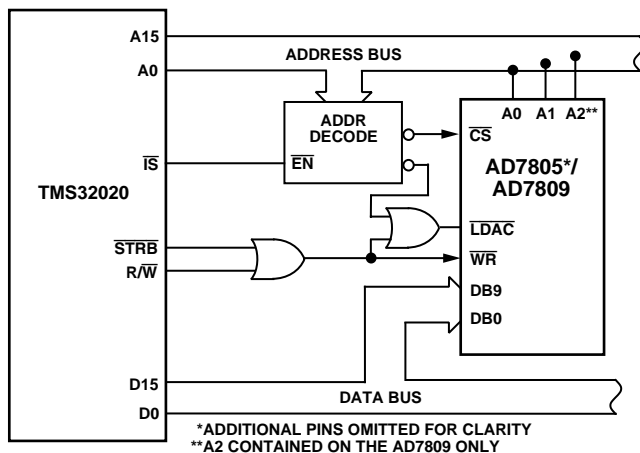 A15
ADDRESS BUS
A0
A0 A1 A2**
ADDR
DECODE
CS
IS
EN
AD7805*/
AD7809
TMS32020
LDAC
STRB
R/W
WR
DB9
DB0
D15
DATA BUS
D0
*ADDITIONAL PINS OMITTED FOR CLARITY
**A2 CONTAINED ON THE AD7809 ONLY